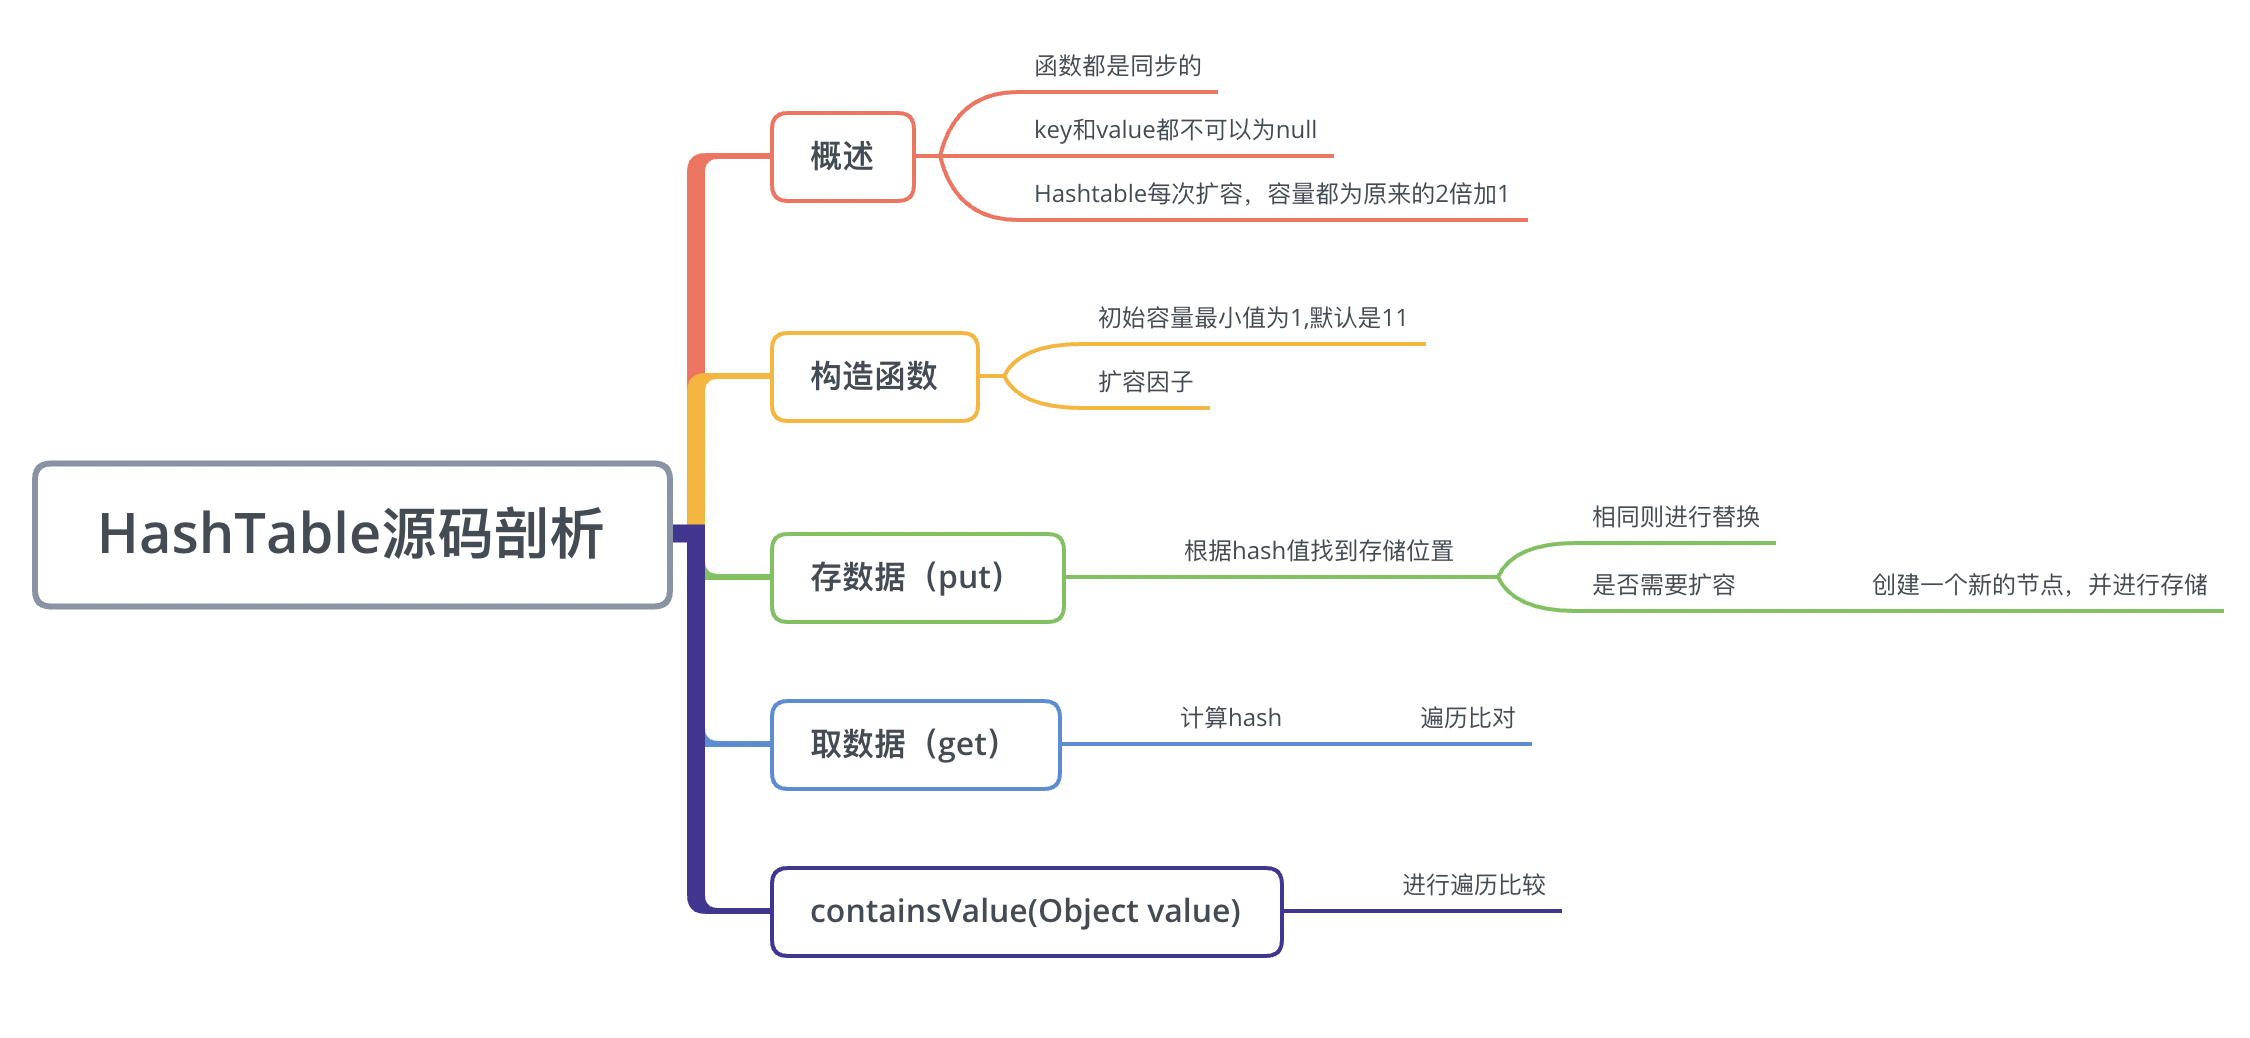 HashTable源码剖析
概述
函数都是同步的
key和value都不可以为null
Hashtable每次扩容，容量都为原来的2倍加1
构造函数
初始容量最小值为1,默认是11
扩容因子
存数据（put）
根据hash值找到存储位置
相同则进行替换
是否需要扩容
创建一个新的节点，并进行存储
取数据（get）
计算hash
遍历比对
containsValue(Object value)
进行遍历比较